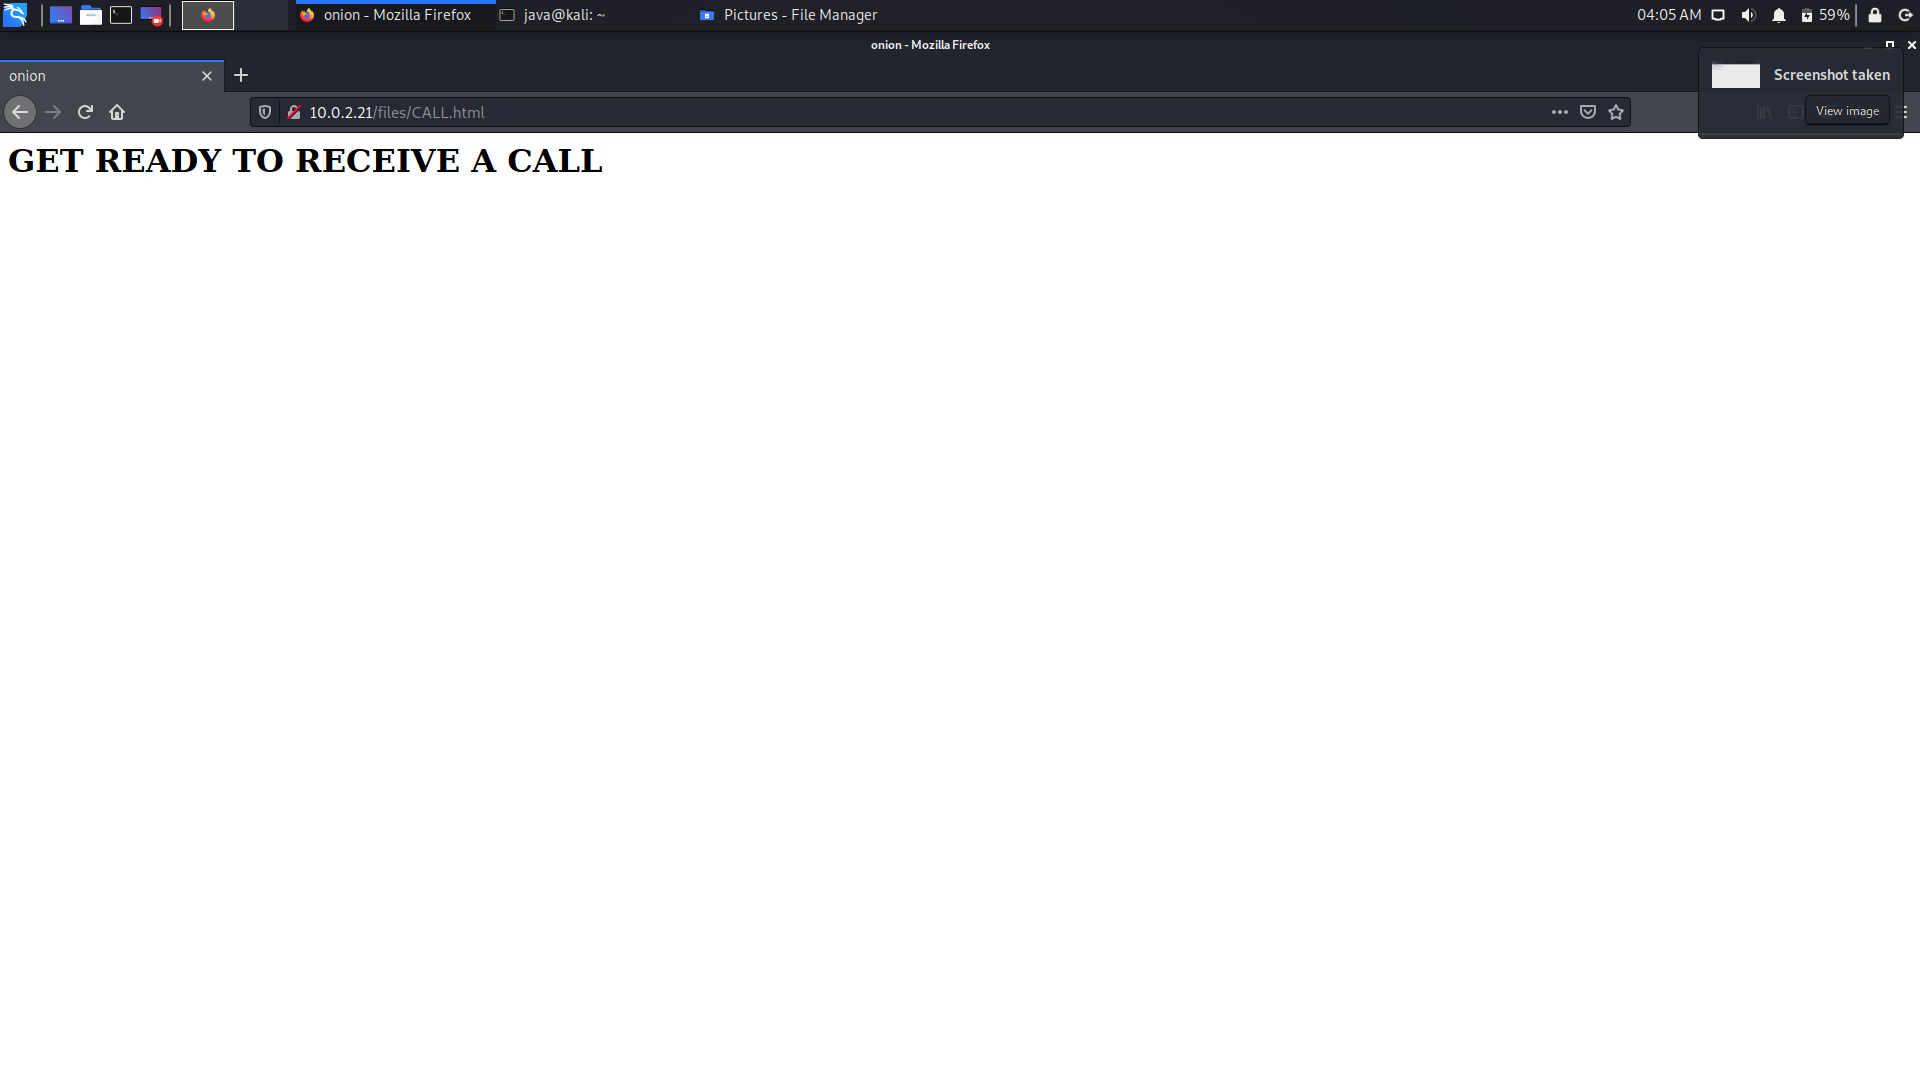 onion - Mozilla Firefox
java@kali: ~
Pictures - File Manager
04:05 AM
59%
onion - Mozilla Firefox
Screenshot taken
onion
10.0.2.21/files/CALL.html
View image
GET READY TO RECEIVE A CALL